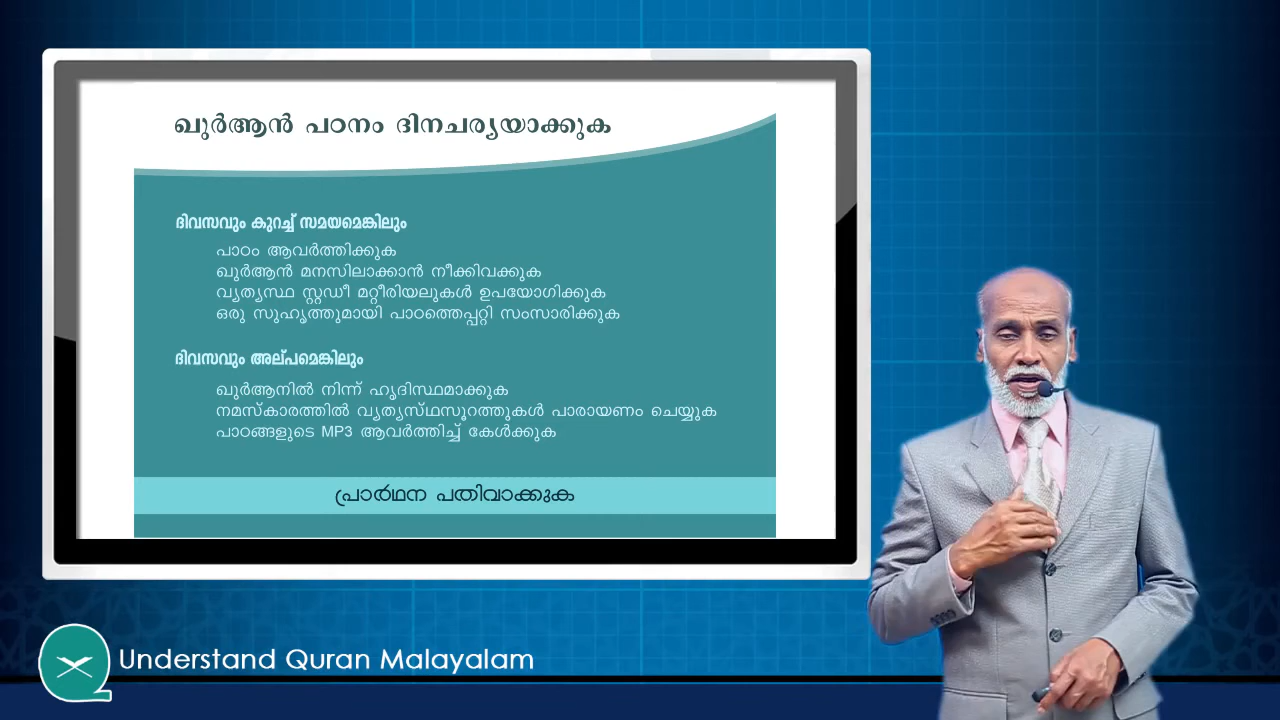 ഖുർആൻ പഠനം ദിനചര്യയാക്കുക
ദിവസവും കുറച്ച് സമയമെങ്കിലും
പാഠം ആവർത്തിക്കുക
ഖുർആൻ മനസിലാക്കാൻ നീക്കിവക്കുക
വ്യത്യസ്ഥ സ്റ്റഡീ മറ്റീരിയലുകൾ ഉപയോഗിക്കുക
ഒരു സുഹൃത്തുമായി പാഠത്തെപ്പറ്റി സംസാരിക്കുക
ദിവസവും അല്പമെങ്കിലും
ഖുർആനിൽ നിന്ന് ഹൃദിസ്ഥമാക്കുക
നമസ്കാരത്തിൽ വ്യത്യസ്ഥസൂറത്തുകൾ പാരായണം ചെയ്യുക
പാഠങ്ങളുടെ MP3 ആവർത്തിച്ച് കേൾക്കുക
പ്രാർഥന പതിവാക്കുക
Understand Quran Malayalam